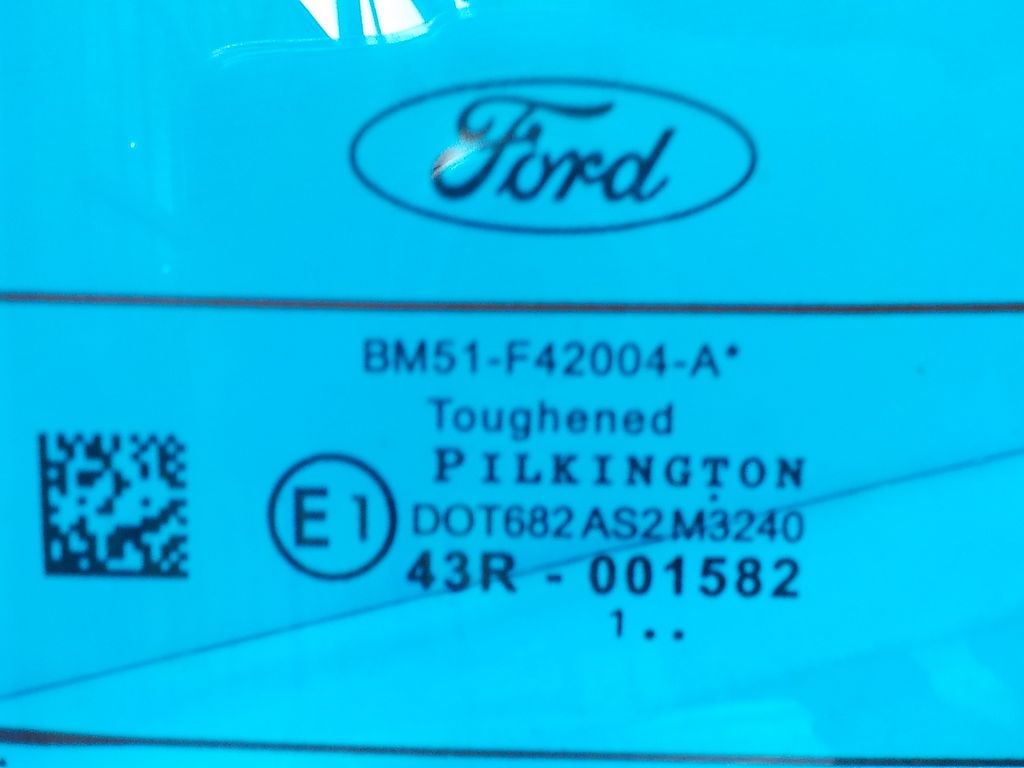 Ford
BM51-F42004-A*
Toughened
PILKINGTON
E1
DOT682 AS2 M3240
43R - 001582
1..